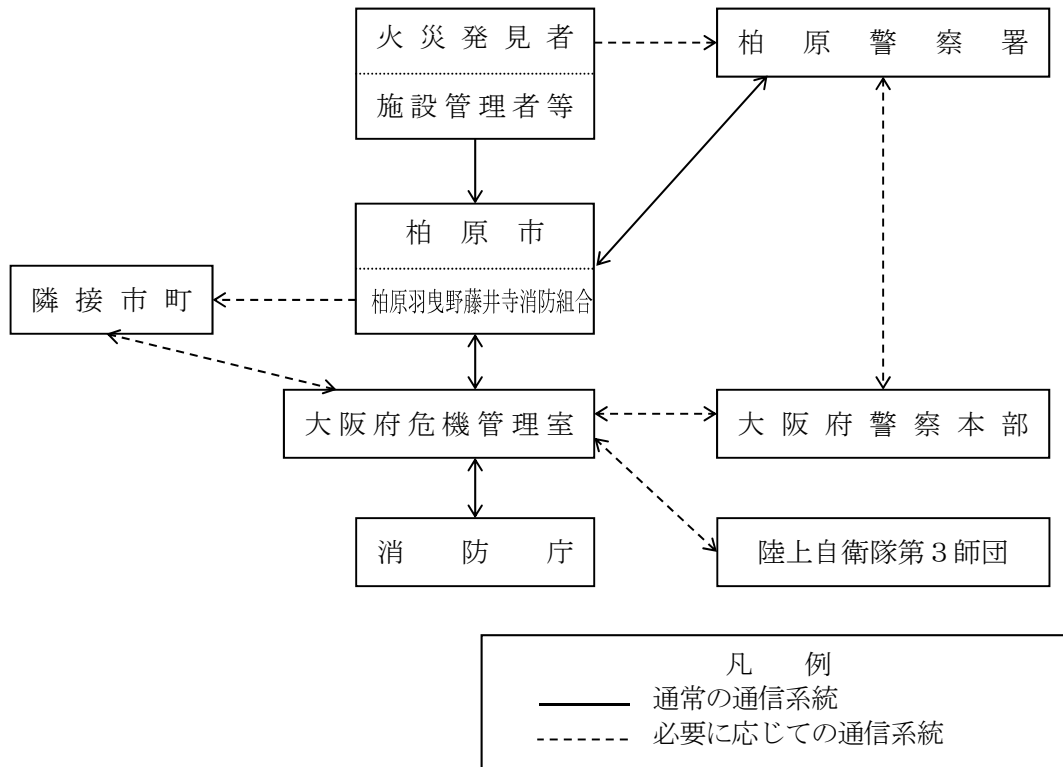 火災発見者
柏原警察署
施設管理者等
柏原市
柏原羽曳野藤井寺消防組合
隣接市町
大阪府危機管理室
大阪府警察本部
消防庁
陸上自衛隊第３師団
凡　例
通常の通信系統
必要に応じての通信系統